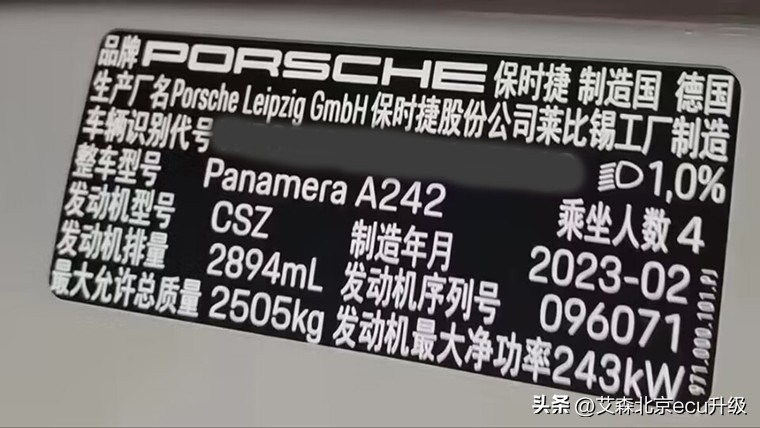 品牌 PORSCHE 保时捷 制造国 德国
生产厂名Porsche Leipzig GmbH 保时捷股份公司莱比锡工厂制造
车辆识别代号 1,0%
整车型号 Panamera A242 乘坐人数 4
发动机型号 CSZ 制造年月 2023-02
发动机排量 2894mL 发动机序列号 096071
最大允许总质量 2505kg 发动机最大净功率 243kW
971.000.101.PJ
头条 @艾森北京ecu升级